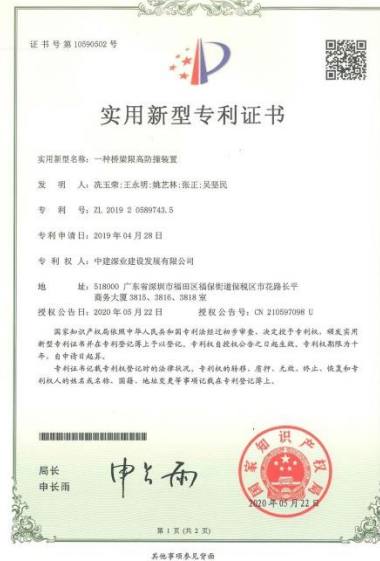 证书号第10590502号
实用新型专利证书
实用新型名称：一种桥梁限高防撞装置
发明人：冼玉荣;王永明;姚艺林;张正;吴坚民
专利号：ZL 2019 2 0589743.5
专利申请日：2019年04月28日
专利权人：中建深业建设发展有限公司
地址：518000 广东省深圳市福田区福保街道保税区市花路长平
商务大厦3815、3816、3818室
授权公告日：2020年05月22日 授权公告号：CN 210597098 U
国家知识产权局依照中华人民共和国专利法经过初步审查，决定授予专利权，颁发实用
新型专利证书并在专利登记簿上予以登记。专利权自授权公告之日起生效。专利权期限为十
年，自申请日起算。
专利证书记载专利权登记时的法律状况。专利权的转移、质押、无效、终止、恢复和专
利权人的姓名或名称、国籍、地址变更等事项记载在专利登记簿上。
局长
申长雨
申长雨
国家知识产权局
2020年05月22日
第1页(共2页)
其他事项参见背面